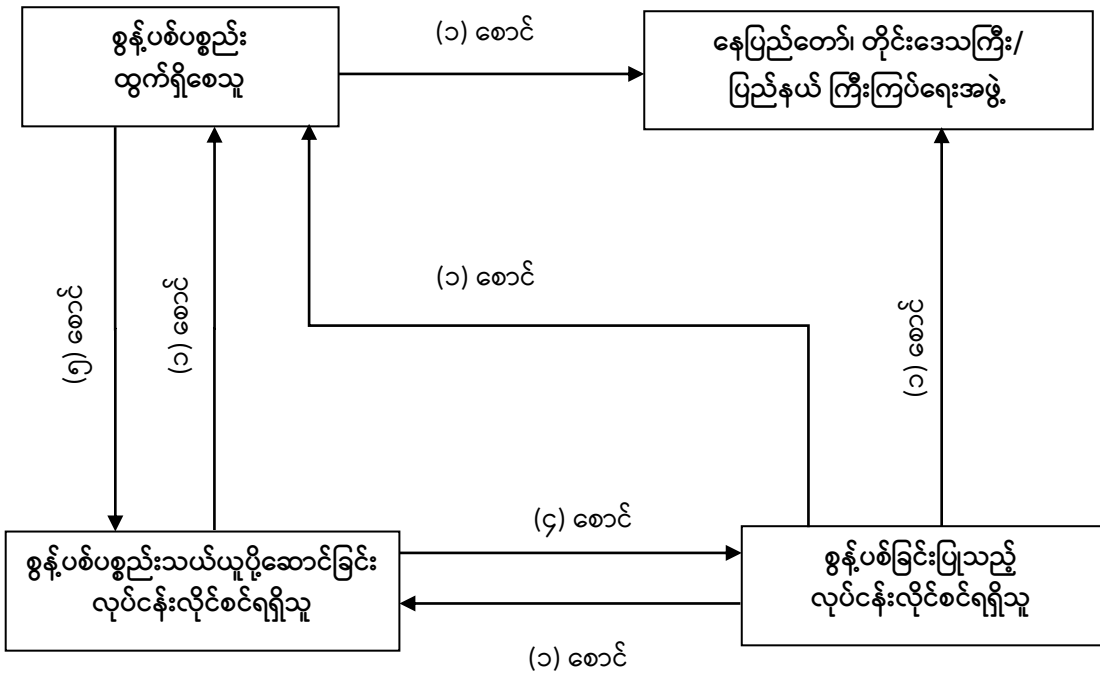 စွန့်ပစ်ပစ္စည်း
ထွက်ရှိစေသူ
(၁) စောင်
နေပြည်တော်၊ တိုင်းဒေသကြီး/
ပြည်နယ် ကြီးကြပ်ရေးအဖွဲ့
(၅) စောင်
(၁) စောင်
(၁) စောင်
(၁) စောင်
(၄) စောင်
စွန့်ပစ်ပစ္စည်းသယ်ယူပို့ဆောင်ခြင်း
လုပ်ငန်းလိုင်စင်ရရှိသူ
စွန့်ပစ်ခြင်းပြုသည့်
လုပ်ငန်းလိုင်စင်ရရှိသူ
(၁) စောင်